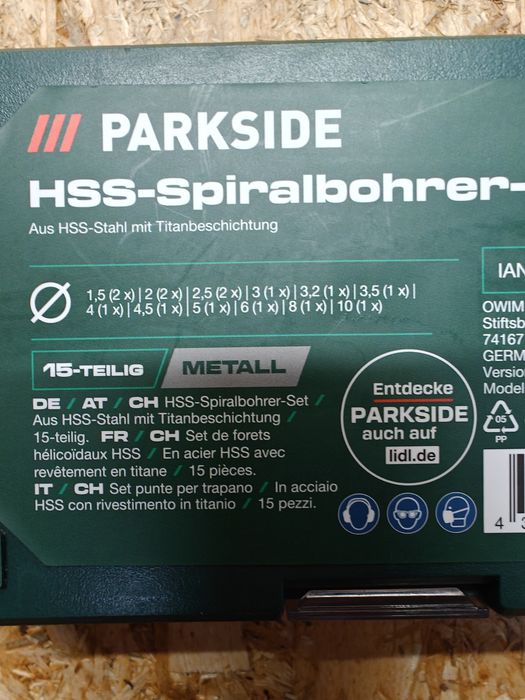 PARKSIDE
HSS-Spiralbohrer-
Aus HSS-Stahl mit Titanbeschichtung
Ø 1,5 (2 x) | 2 (2 x) | 2,5 (2 x) | 3 (1 x) | 3,2 (1 x) | 3,5 (1 x) |
4 (1 x) | 4,5 (1 x) | 5 (1 x) | 6 (1 x) | 8 (1 x) | 10 (1 x)
15-TEILIG METALL
DE / AT / CH HSS-Spiralbohrer-Set /
Aus HSS-Stahl mit Titanbeschichtung /
15-teilig. FR / CH Set de forets
hélicoïdaux HSS / En acier HSS avec
revêtement en titane / 15 pièces.
IT / CH Set punte per trapano / In acciaio
HSS con rivestimento in titanio / 15 pezzi.
Entdecke
PARKSIDE
auch auf
lidl.de
IAN
OWIM
Stiftsb
74167
GERM
Version
Model
05
PP
4